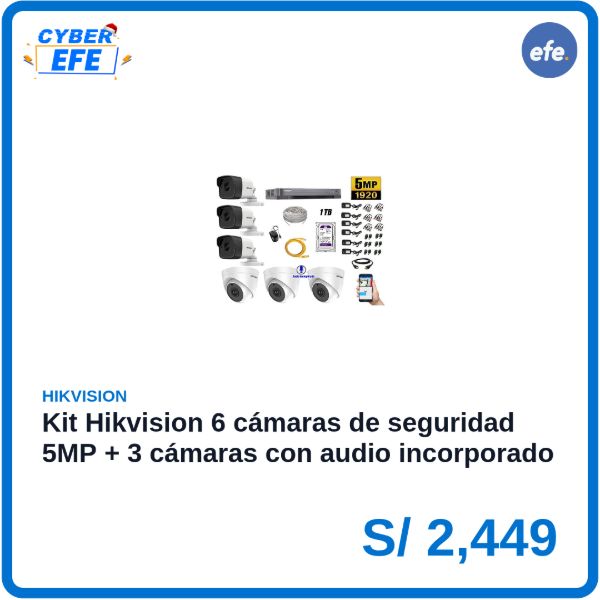 CYBER
EFE
efe.
5MP
1920
1TB
HIKVISION
Kit Hikvision 6 cámaras de seguridad
5MP + 3 cámaras con audio incorporado
S/ 2,449